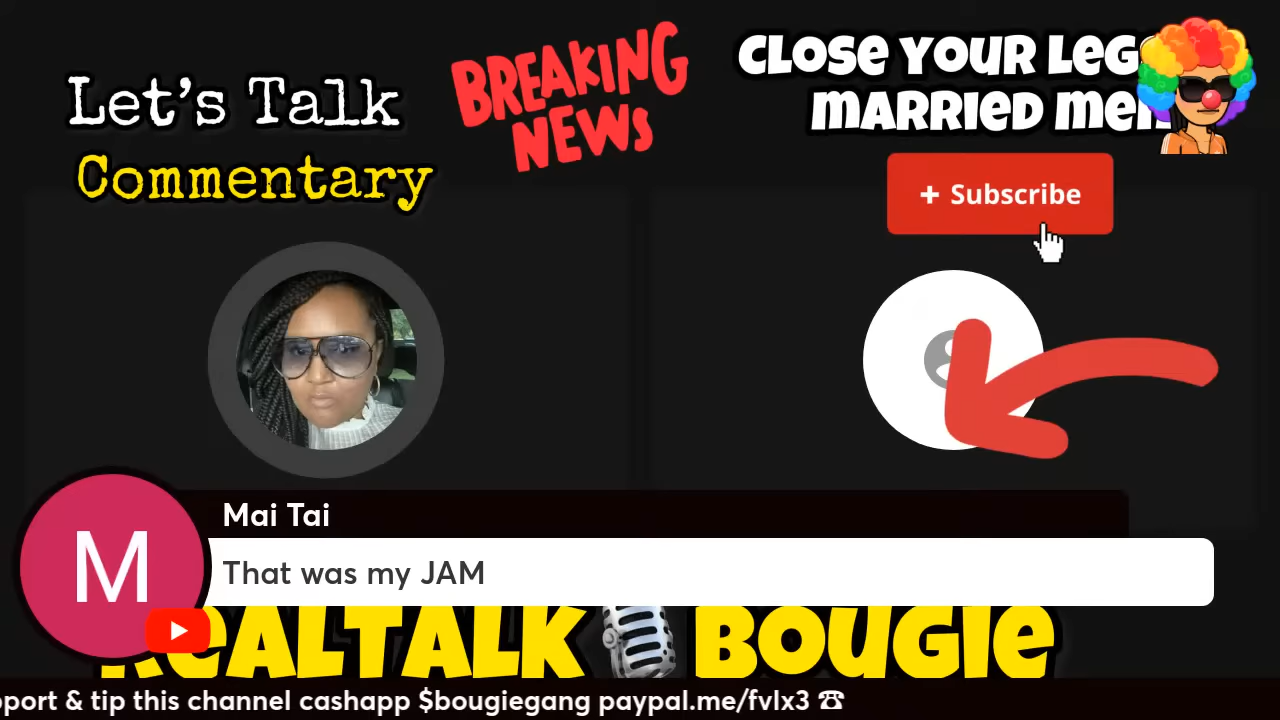 Let's Talk
Commentary
BREAKING
NEWS
CLOSE YOUR LEG
MARRIED MEN
+ Subscribe
M
Mai Tai
That was my JAM
REALTALK BOUGIE
pport & tip this channel cashapp $bougiegang paypal.me/fvlx3 ☎